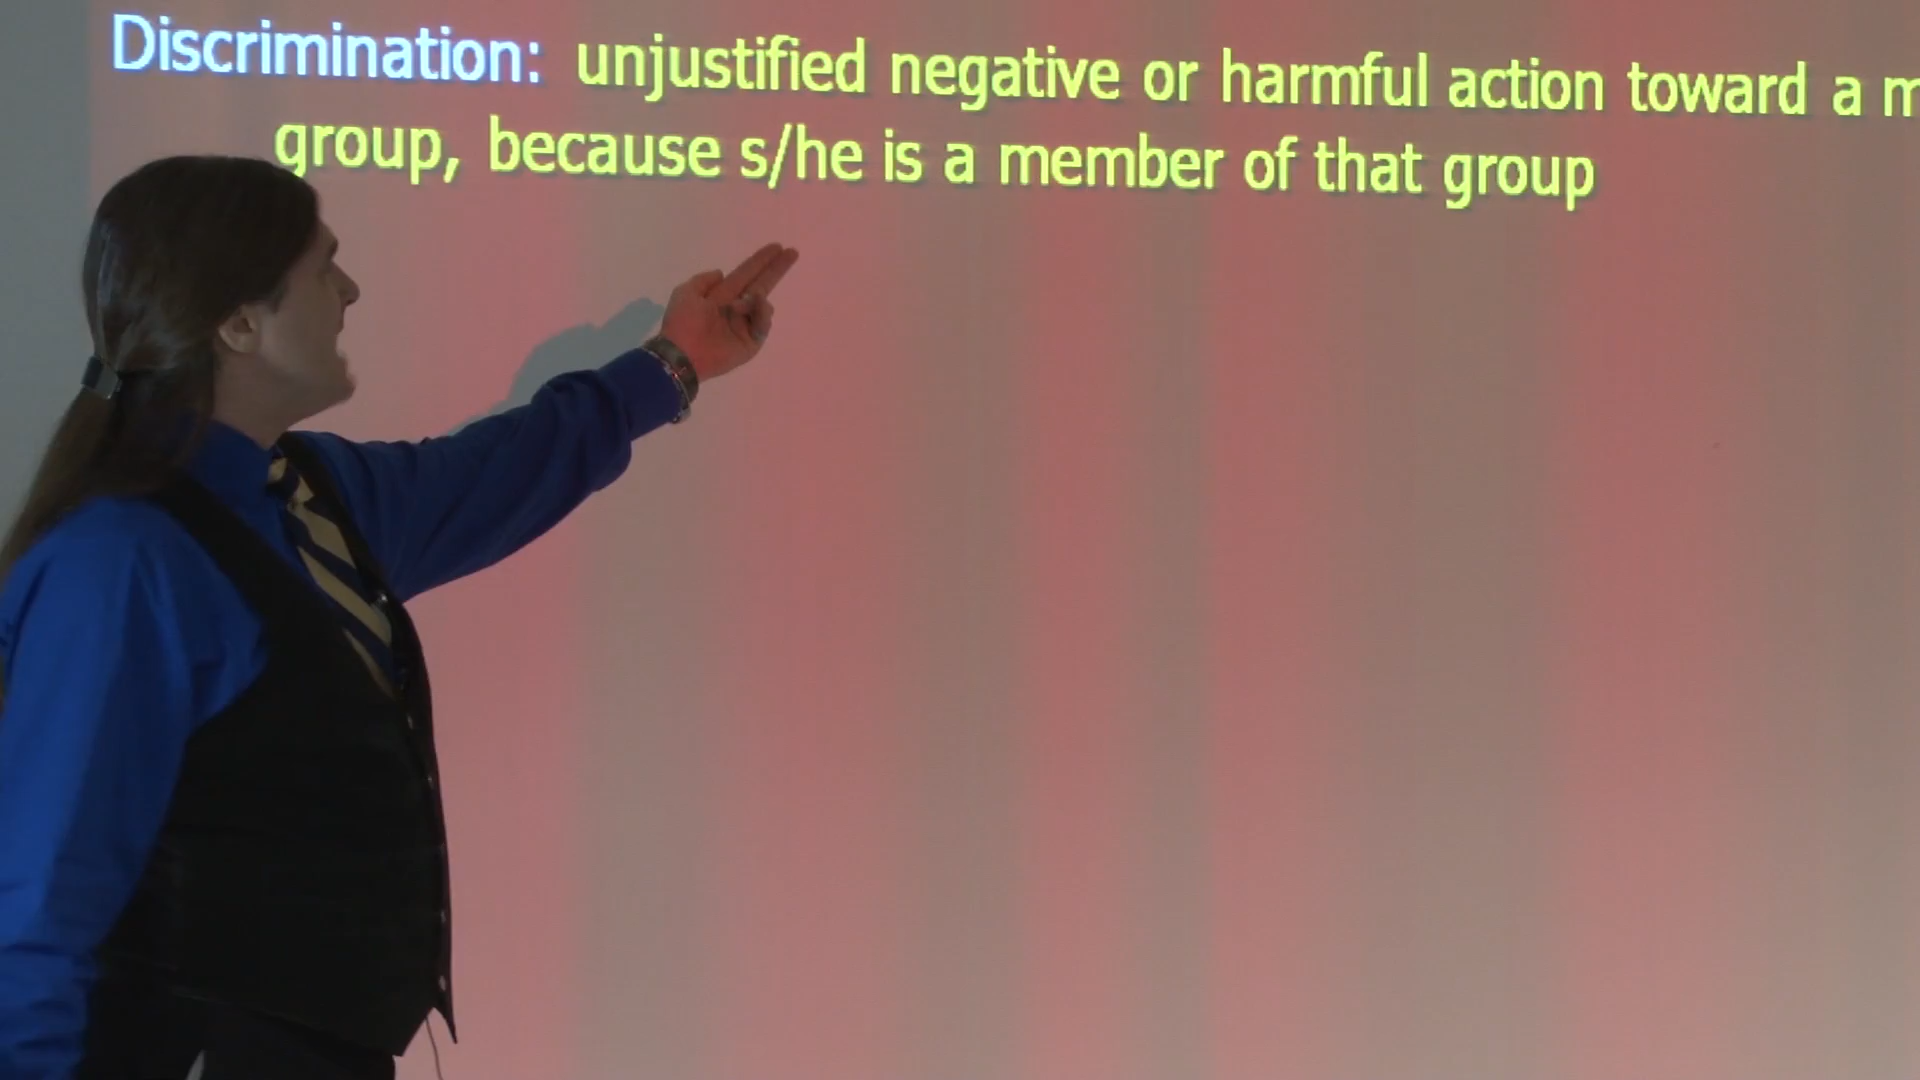 Discrimination: unjustified negative or harmful action toward a
group, because s/he is a member of that group